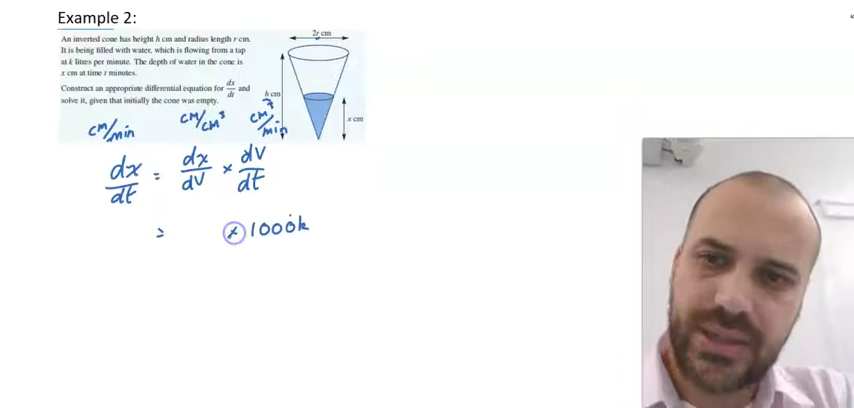 Example 2:
An inverted cone has height h cm and radius length r cm.
It is being filled with water, which is flowing from a tap
at k litres per minute. The depth of water in the cone is
x cm at time t minutes.
Construct an appropriate differential equation for dx/dt and
solve it, given that initially the cone was empty.
2r cm
h cm
x cm
cm/min cm/cm³ cm³/min
dx/dt = dx/dV × dV/dt
= × 1000k